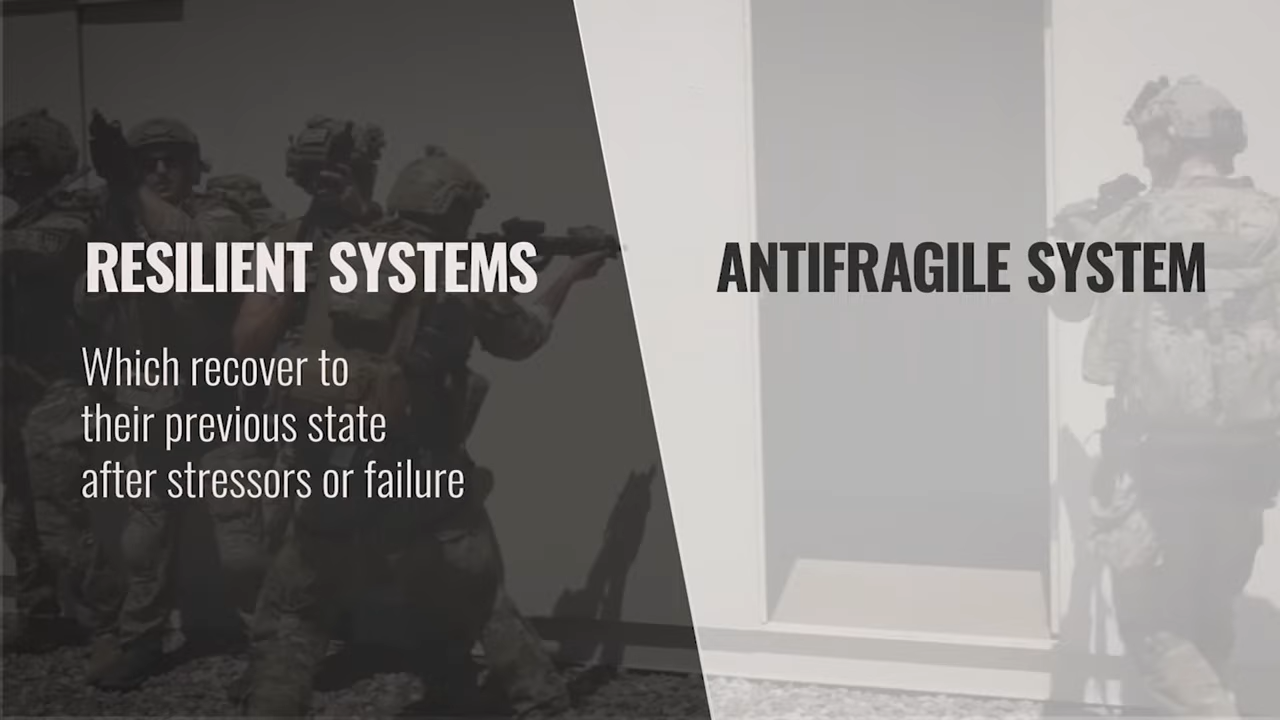 RESILIENT SYSTEMS
Which recover to
their previous state
after stressors or failure
ANTIFRAGILE SYSTEM